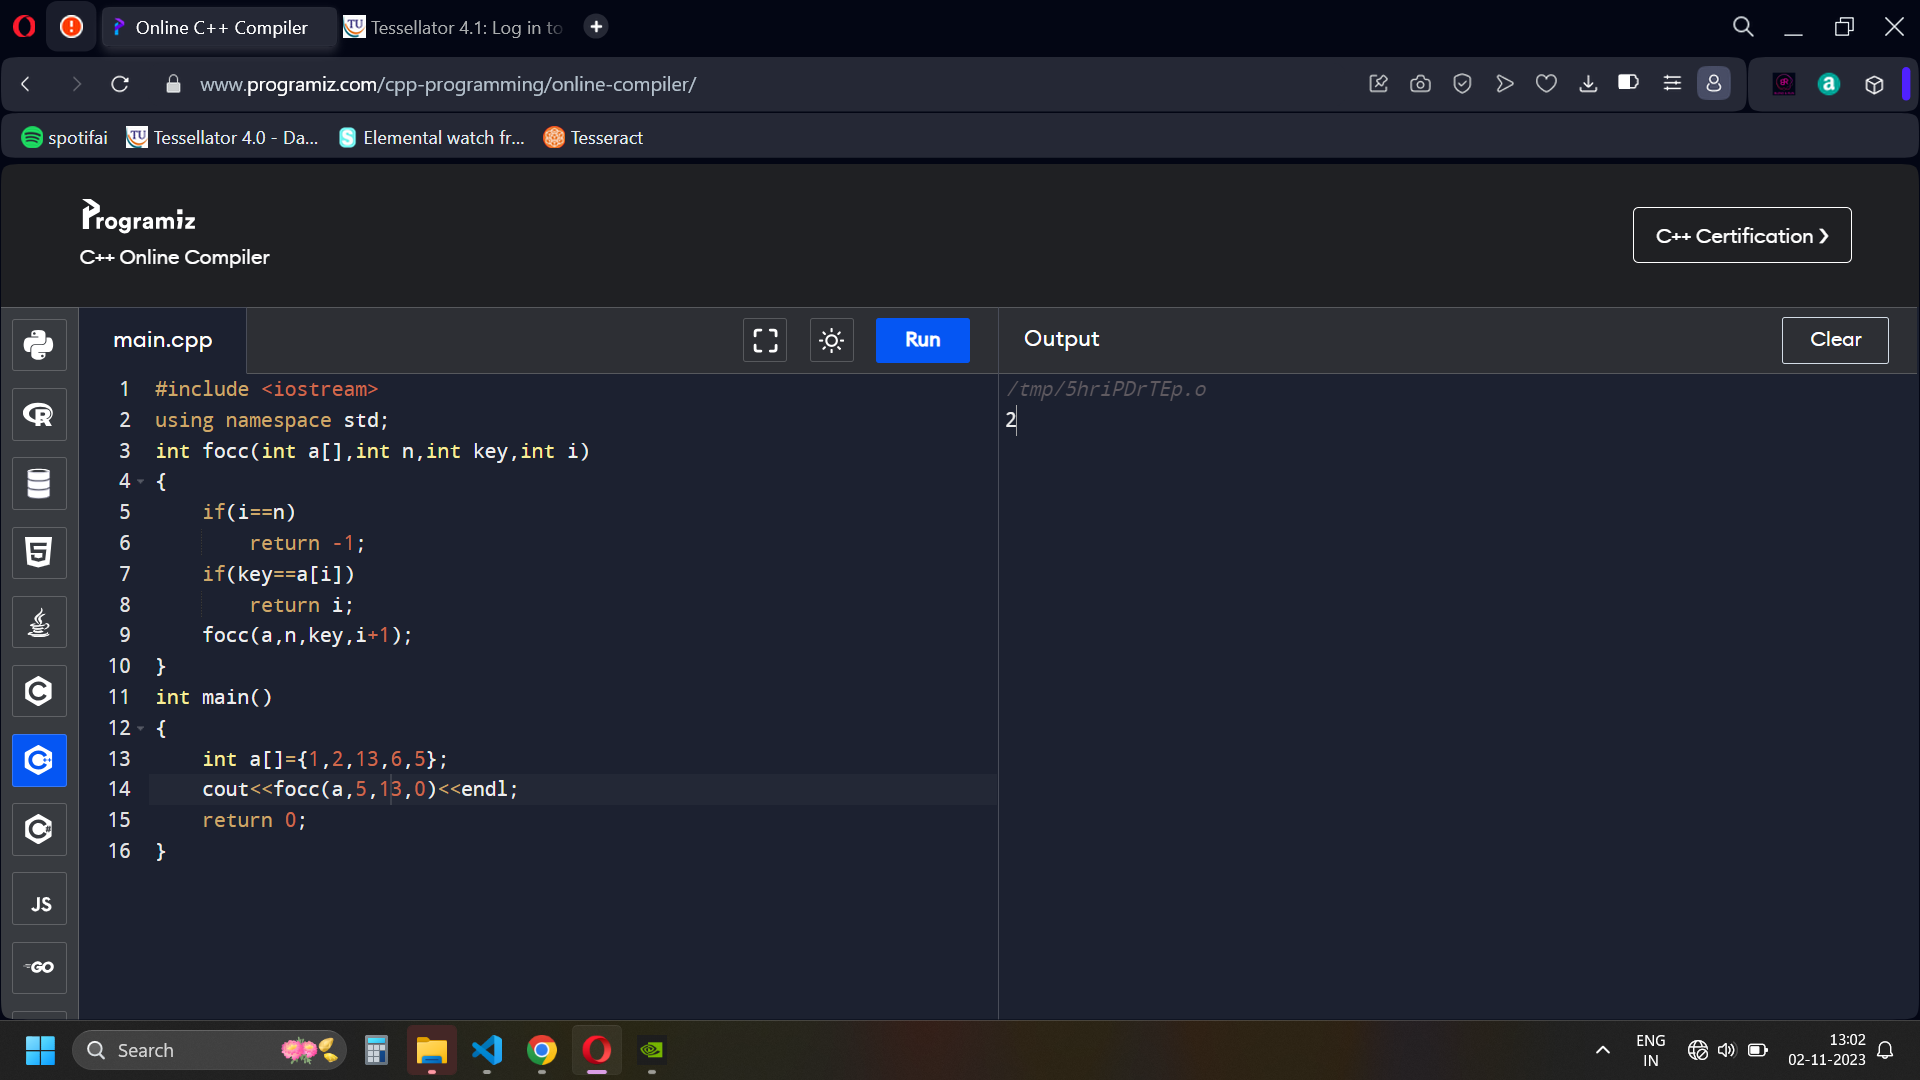 Online C++ Compiler
TU Tessellator 4.1: Log in to
www.programiz.com/cpp-programming/online-compiler/
spotifai TU Tessellator 4.0 - Da... Elemental watch fr... Tesseract
Programiz
C++ Online Compiler
C++ Certification
main.cpp
Run
Output
Clear
1 #include <iostream>
2 using namespace std;
3 int focc(int a[],int n,int key,int i)
4 {
5 if(i==n)
6 return -1;
7 if(key==a[i])
8 return i;
9 focc(a,n,key,i+1);
10 }
11 int main()
12 {
13 int a[]={1,2,13,6,5};
14 cout<<focc(a,5,13,0)<<endl;
15 return 0;
16 }
/tmp/5hriPDrTEp.o
2
JS
GO
Search
ENG
IN
13:02
02-11-2023